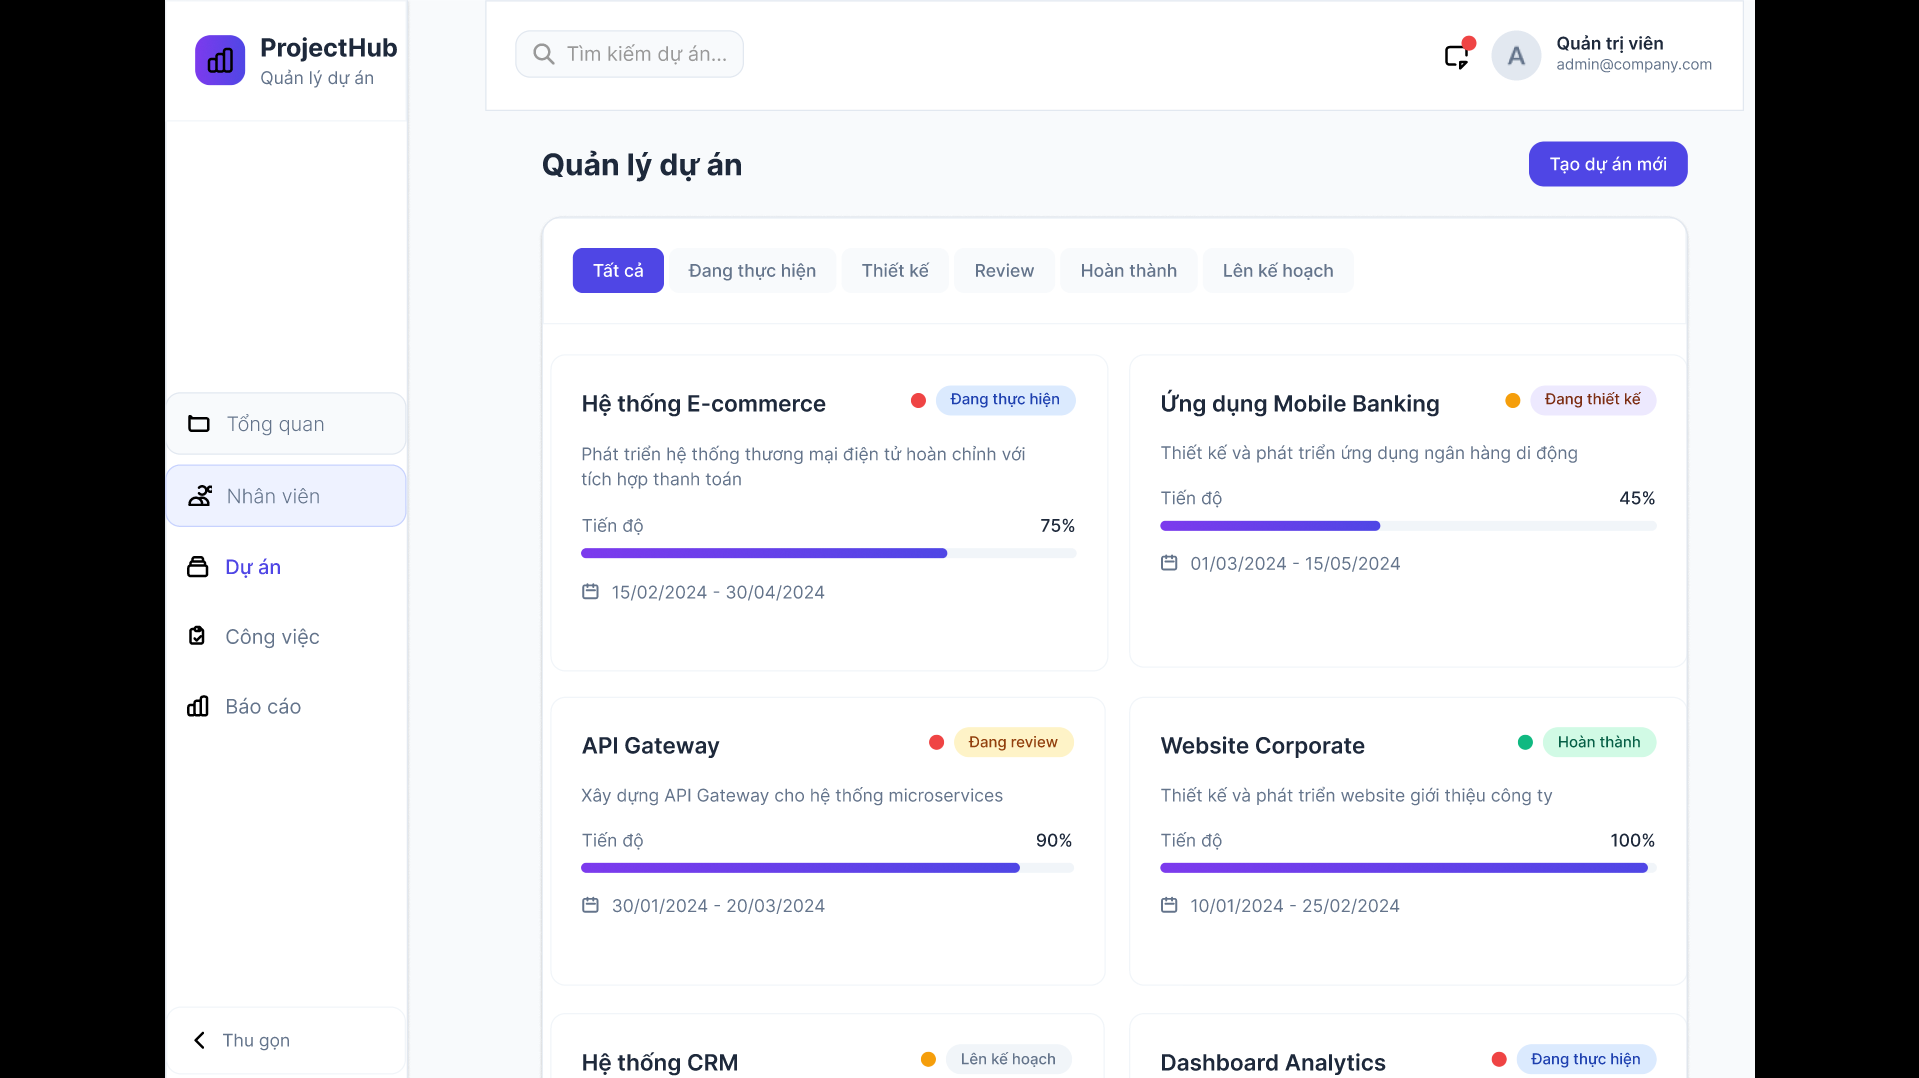 ProjectHub
Quản lý dự án
Tìm kiếm dự án...
Quản trị viên
admin@company.com
A
Quản lý dự án
Tạo dự án mới
Tất cả
Đang thực hiện
Thiết kế
Review
Hoàn thành
Lên kế hoạch
Tổng quan
Nhân viên
Dự án
Công việc
Báo cáo
Thu gọn
Hệ thống E-commerce
Đang thực hiện
Phát triển hệ thống thương mại điện tử hoàn chỉnh với
tích hợp thanh toán
Tiến độ
75%
15/02/2024 - 30/04/2024
Ứng dụng Mobile Banking
Đang thiết kế
Thiết kế và phát triển ứng dụng ngân hàng di động
Tiến độ
45%
01/03/2024 - 15/05/2024
API Gateway
Đang review
Xây dựng API Gateway cho hệ thống microservices
Tiến độ
90%
30/01/2024 - 20/03/2024
Website Corporate
Hoàn thành
Thiết kế và phát triển website giới thiệu công ty
Tiến độ
100%
10/01/2024 - 25/02/2024
Hệ thống CRM
Lên kế hoạch
Dashboard Analytics
Đang thực hiện